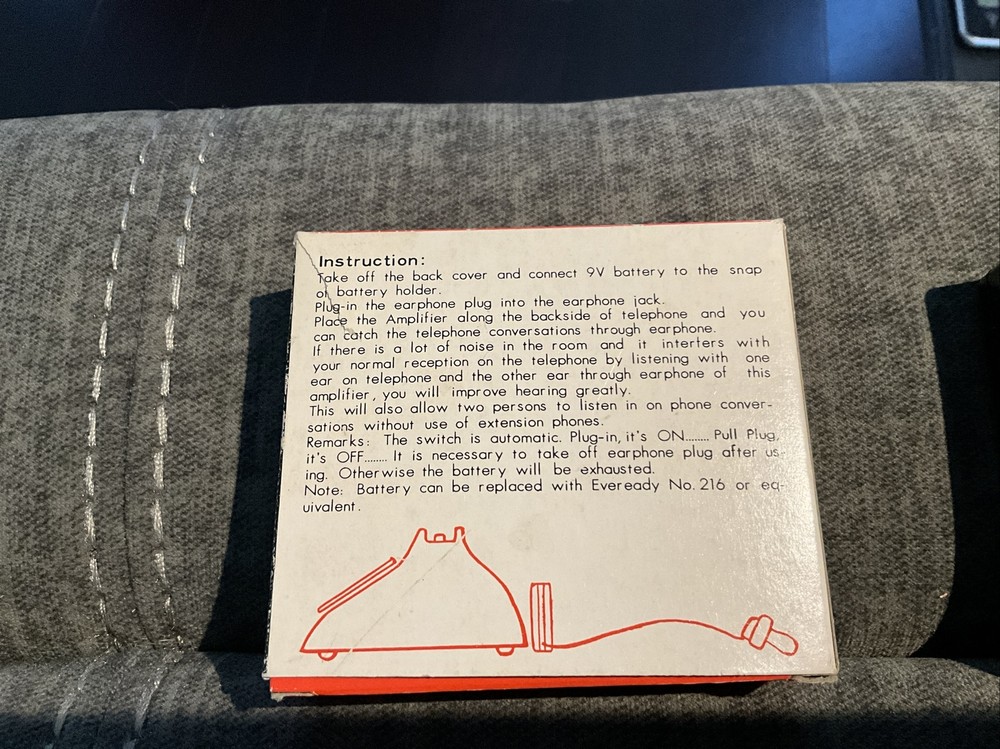 Instruction:
Take off the back cover and connect 9V battery to the snap
of battery holder.
Plug-in the earphone plug into the earphone jack.
Place the Amplifier along the backside of telephone and you
can catch the telephone conversations through earphone.
If there is a lot of noise in the room and it interfers with
your normal reception on the telephone by listening with one
ear on telephone and the other ear through earphone of this
amplifier, you will improve hearing greatly.
This will also allow two persons to listen in on phone conver-
sations without use of extension phones.
Remarks: The switch is automatic. Plug-in, it's ON........ Pull Plug,
it's OFF........ It is necessary to take off earphone plug after us-
ing. Otherwise the battery will be exhausted.
Note: Battery can be replaced with Eveready No. 216 or eq-
uivalent.